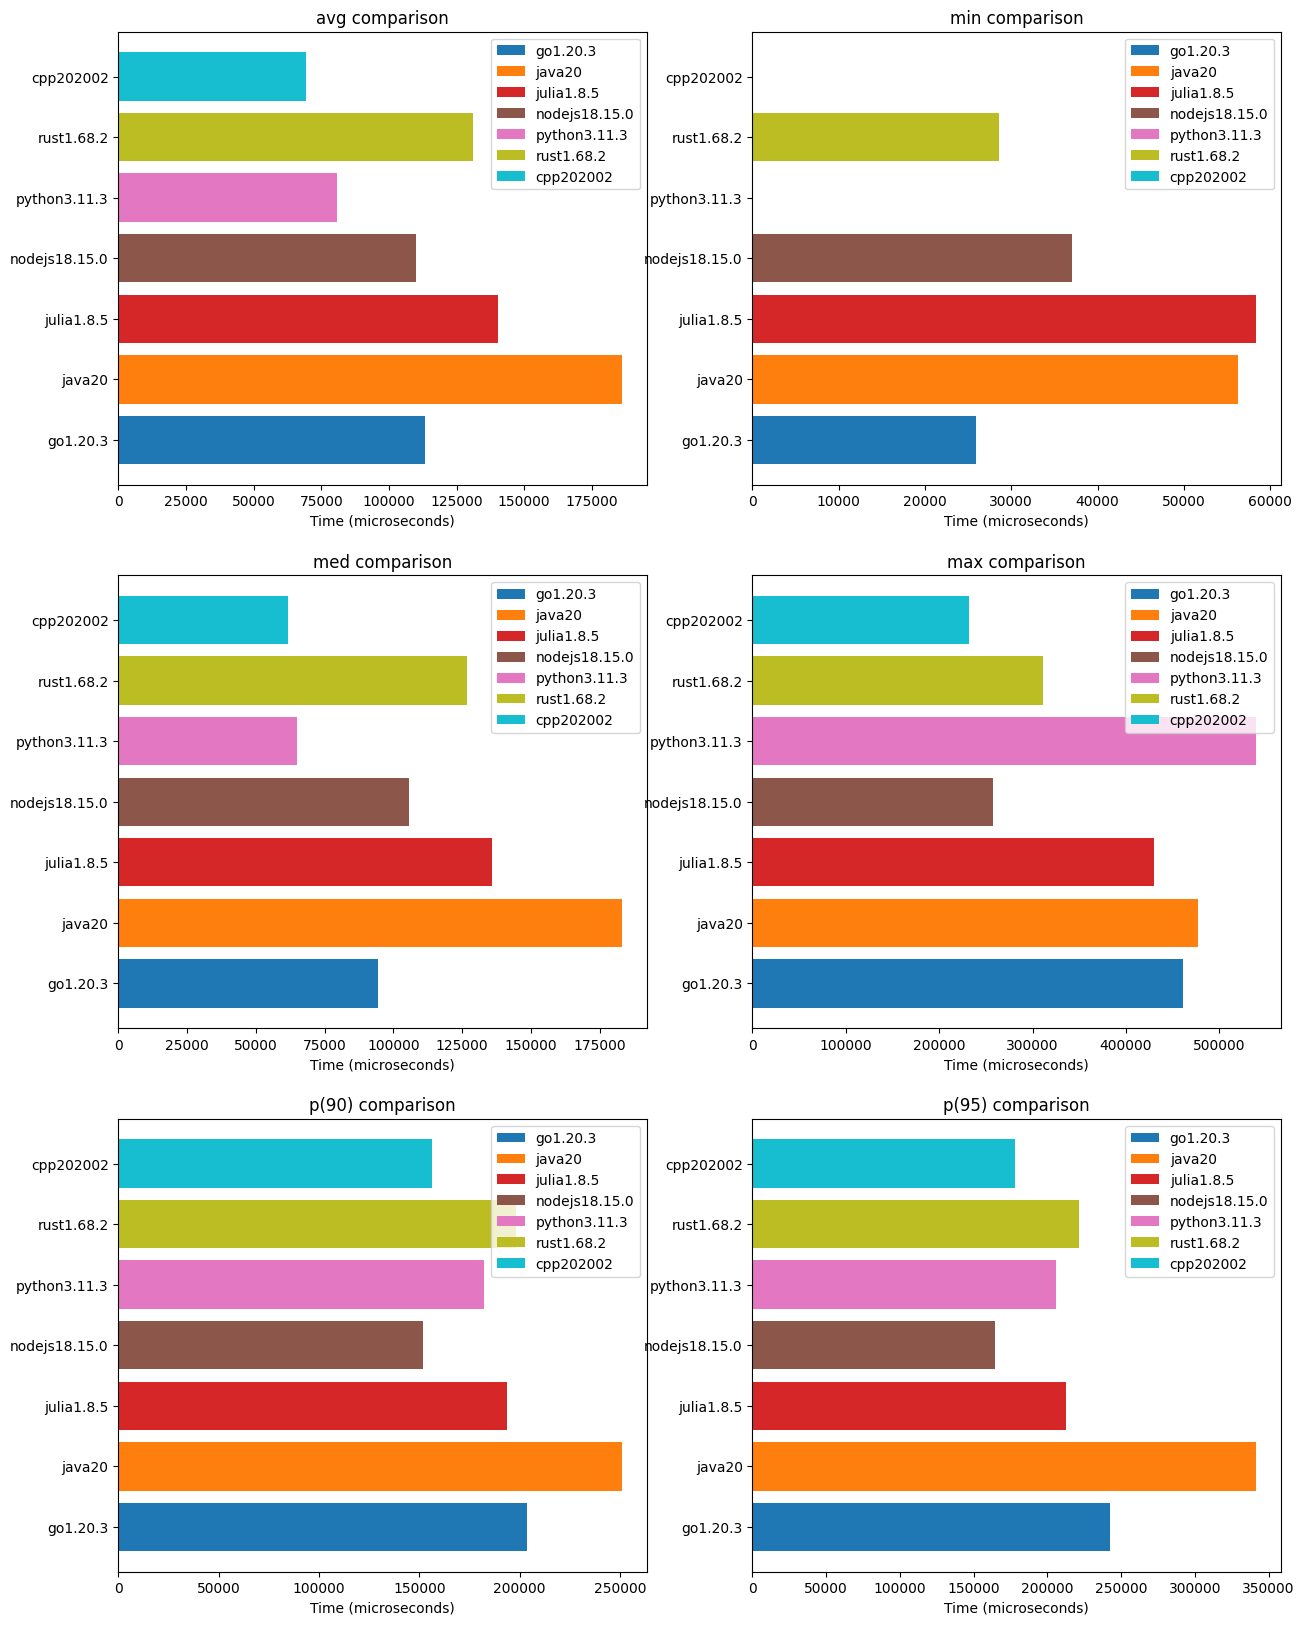 avg comparison
cpp202002
rust1.68.2
python3.11.3
nodejs18.15.0
julia1.8.5
java20
go1.20.3
go1.20.3
java20
julia1.8.5
nodejs18.15.0
python3.11.3
rust1.68.2
cpp202002
0 25000 50000 75000 100000 125000 150000 175000
Time (microseconds)
min comparison
cpp202002
rust1.68.2
python3.11.3
nodejs18.15.0
julia1.8.5
java20
go1.20.3
go1.20.3
java20
julia1.8.5
nodejs18.15.0
python3.11.3
rust1.68.2
cpp202002
0 10000 20000 30000 40000 50000 60000
Time (microseconds)
med comparison
cpp202002
rust1.68.2
python3.11.3
nodejs18.15.0
julia1.8.5
java20
go1.20.3
go1.20.3
java20
julia1.8.5
nodejs18.15.0
python3.11.3
rust1.68.2
cpp202002
0 25000 50000 75000 100000 125000 150000 175000
Time (microseconds)
max comparison
cpp202002
rust1.68.2
python3.11.3
nodejs18.15.0
julia1.8.5
java20
go1.20.3
go1.20.3
java20
julia1.8.5
nodejs18.15.0
python3.11.3
rust1.68.2
cpp202002
0 100000 200000 300000 400000 500000
Time (microseconds)
p(90) comparison
cpp202002
rust1.68.2
python3.11.3
nodejs18.15.0
julia1.8.5
java20
go1.20.3
go1.20.3
java20
julia1.8.5
nodejs18.15.0
python3.11.3
rust1.68.2
cpp202002
0 50000 100000 150000 200000 250000
Time (microseconds)
p(95) comparison
cpp202002
rust1.68.2
python3.11.3
nodejs18.15.0
julia1.8.5
java20
go1.20.3
go1.20.3
java20
julia1.8.5
nodejs18.15.0
python3.11.3
rust1.68.2
cpp202002
0 50000 100000 150000 200000 250000 300000 350000
Time (microseconds)